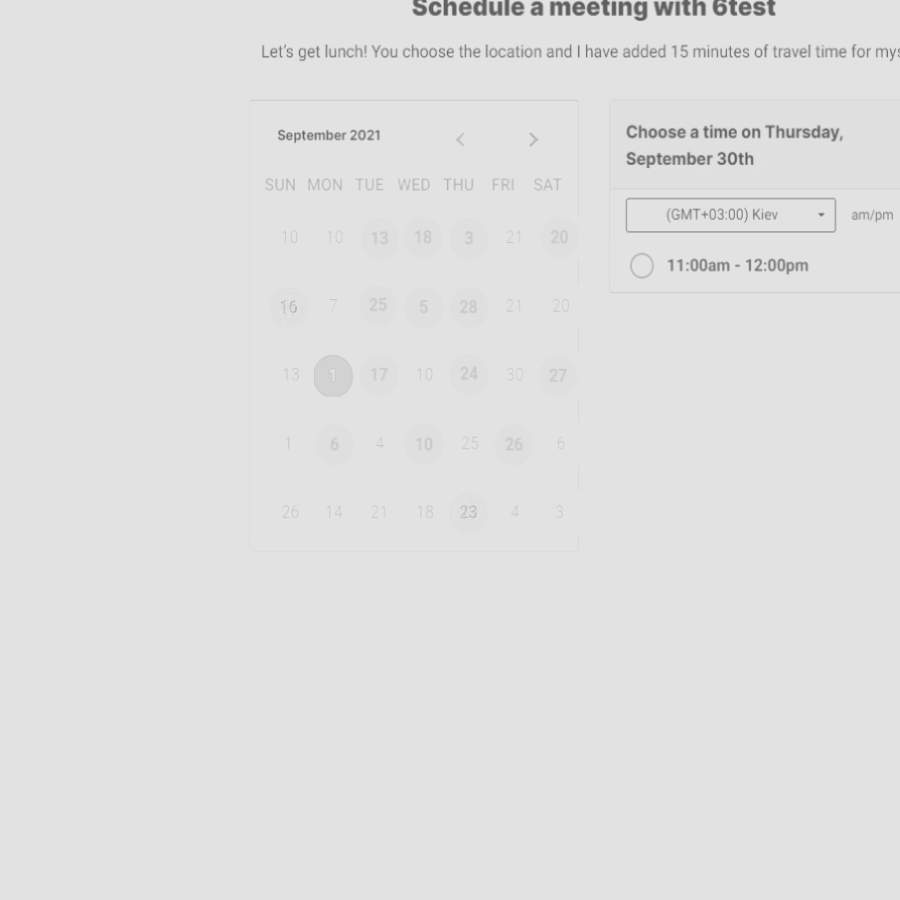 Schedule a meeting with 6test
Let's get lunch! You choose the location and I have added 15 minutes of travel time for
September 2021
SUN MON TUE WED THU FRI SAT
10 10 13 18 3 21 20
16 7 25 5 28 21 20
13 1 17 10 24 30 27
1 6 4 10 25 26 6
26 14 21 18 23 4 3
Choose a time on Thursday,
September 30th
(GMT+03:00) Kiev am/pm
11:00am - 12:00pm